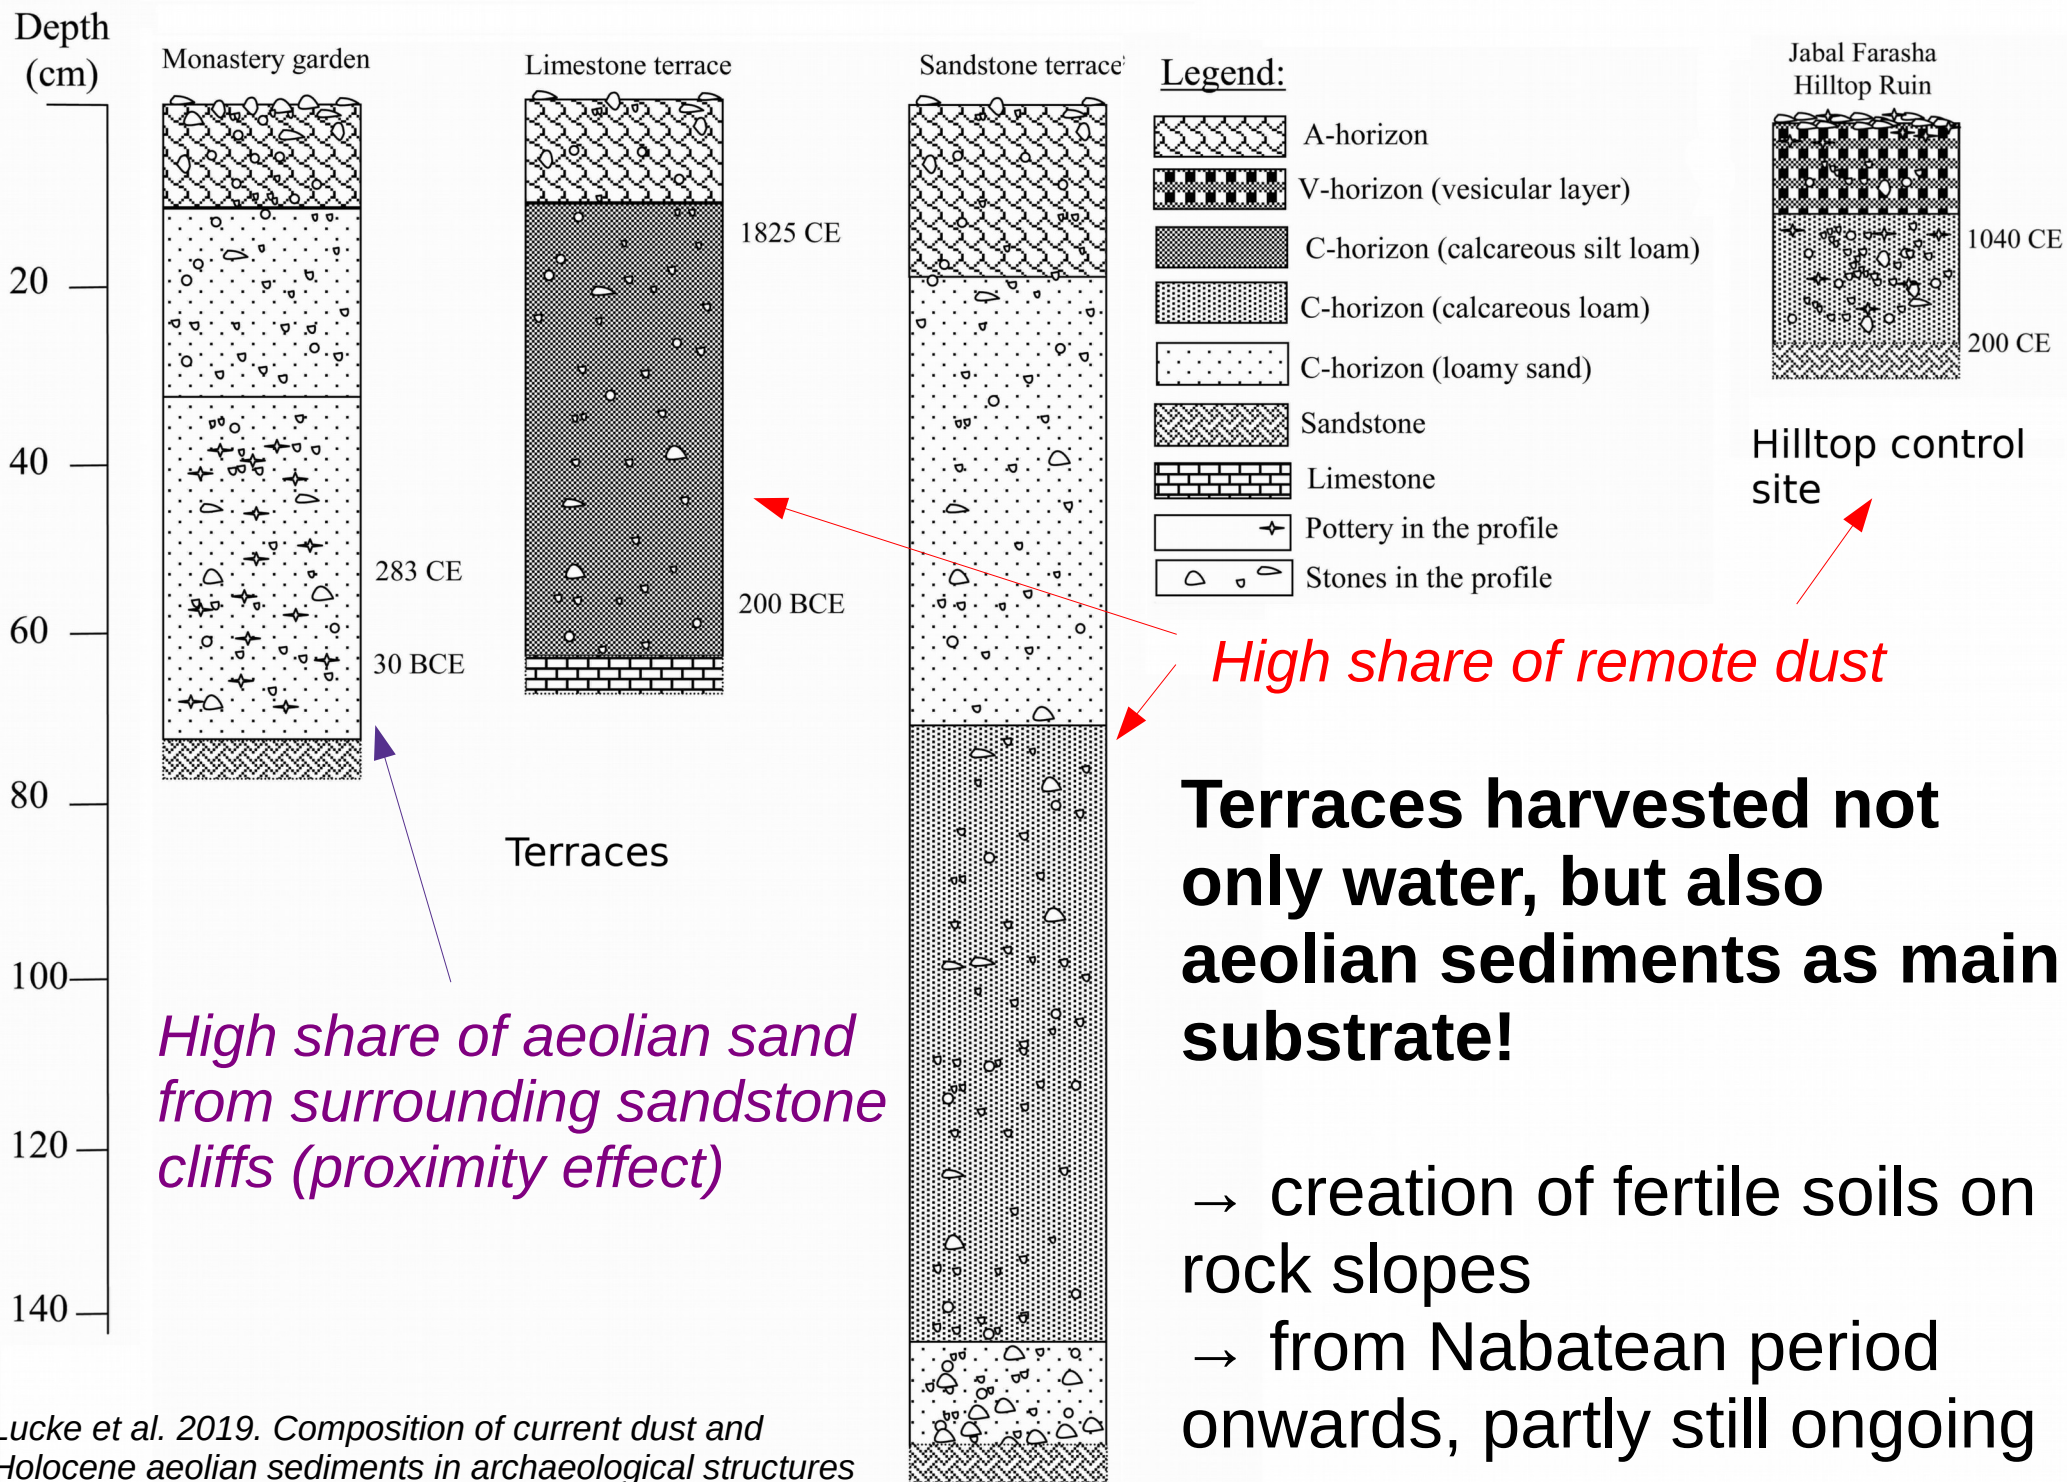 Depth
(cm)
20
40
60
80
100
120
140
Monastery garden
283 CE
30 BCE
Limestone terrace
1825 CE
200 BCE
Sandstone terrace
Legend:
A-horizon
V-horizon (vesicular layer)
C-horizon (calcareous silt loam)
C-horizon (calcareous loam)
C-horizon (loamy sand)
Sandstone
Limestone
Pottery in the profile
Stones in the profile
Jabal Farasha
Hilltop Ruin
1040 CE
200 CE
Hilltop control
site
High share of remote dust
Terraces
High share of aeolian sand
from surrounding sandstone
cliffs (proximity effect)
Terraces harvested not
only water, but also
aeolian sediments as main
substrate!
→ creation of fertile soils on
rock slopes
→ from Nabatean period
onwards, partly still ongoing
Lucke et al. 2019. Composition of current dust and
Holocene aeolian sediments in archaeological structures